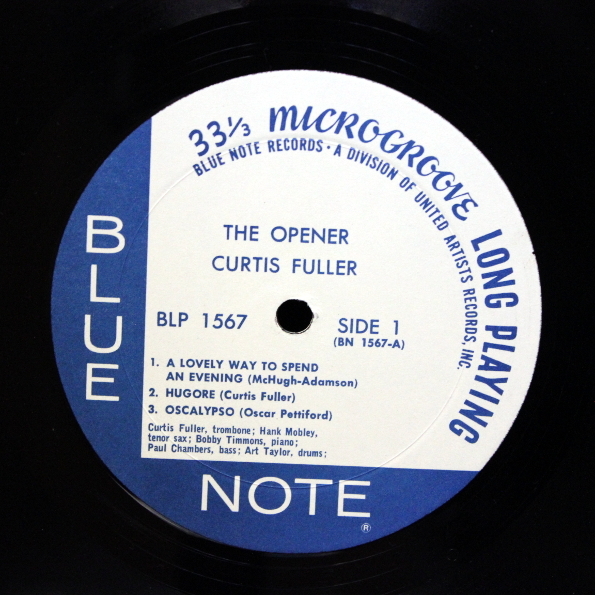 33⅓ MICROGROOVE LONG PLAYING
BLUE NOTE RECORDS • A DIVISION OF UNITED ARTISTS RECORDS, INC.
THE OPENER
CURTIS FULLER
BLP 1567
SIDE 1
(BN 1567-A)
1. A LOVELY WAY TO SPEND
AN EVENING (McHugh-Adamson)
2. HUGORE (Curtis Fuller)
3. OSCALYPSO (Oscar Pettiford)
Curtis Fuller, trombone; Hank Mobley,
tenor sax; Bobby Timmons, piano;
Paul Chambers, bass; Art Taylor, drums;
BLUE
NOTE ®